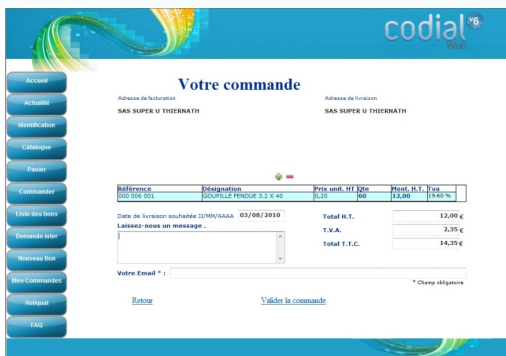 codial v6
Web
Accueil
Actualité
Identification
Catalogue
Panier
Commander
Liste des bons
Demande inter
Nouveau Bon
Mes Commandes
Reliquat
FAQ
Votre commande
Adresse de facturation
Adresse de livraison
SAS SUPER U THIERNATH
SAS SUPER U THIERNATH
Référence Désignation Prix unit. HT Qte Mont. H.T. Tva
000 006 001 GOUPILLE FENDUE 3.2 X 40 0,20 60 12,00 19.60 %
Date de livraison souhaitée JJ/MM/AAAA 03/08/2010
Laissez-nous un message .
Total H.T. 12,00 €
T.V.A. 2,35 €
Total T.T.C. 14,35 €
Votre Email * :
* Champ obligatoire
Retour Valider la commande